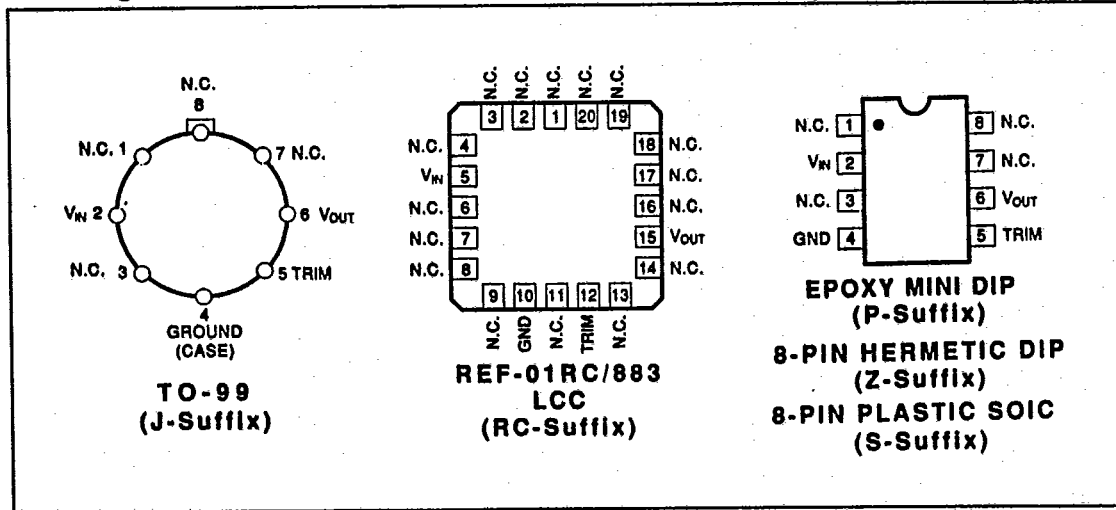 N.C.
8
N.C. 1
7 N.C.
VIN 2
6 VOUT
N.C. 3
5 TRIM
4
GROUND
(CASE)
TO-99
(J-Suffix)
N.C. N.C. N.C. N.C. N.C.
3 2 1 20 19
N.C. 4
18 N.C.
VIN 5
17 N.C.
N.C. 6
16 N.C.
N.C. 7
15 VOUT
N.C. 8
14 N.C.
9 10 11 12 13
N.C. GND N.C. TRIM N.C.
REF-01RC/883
LCC
(RC-Suffix)
N.C. 1
8 N.C.
VIN 2
7 N.C.
N.C. 3
6 VOUT
GND 4
5 TRIM
EPOXY MINI DIP
(P-Suffix)
8-PIN HERMETIC DIP
(Z-Suffix)
8-PIN PLASTIC SOIC
(S-Suffix)